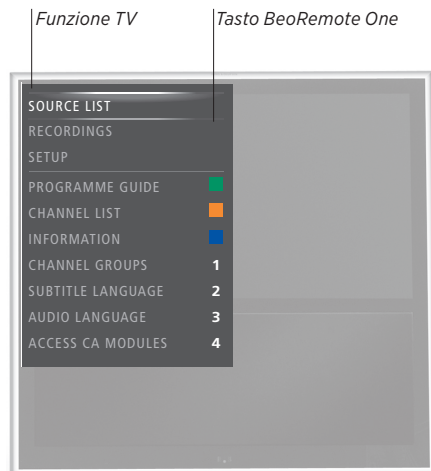 Funzione TV
Tasto BeoRemote One
SOURCE LIST
RECORDINGS
SETUP
PROGRAMME GUIDE
CHANNEL LIST
INFORMATION
CHANNEL GROUPS 1
SUBTITLE LANGUAGE 2
AUDIO LANGUAGE 3
ACCESS CA MODULES 4